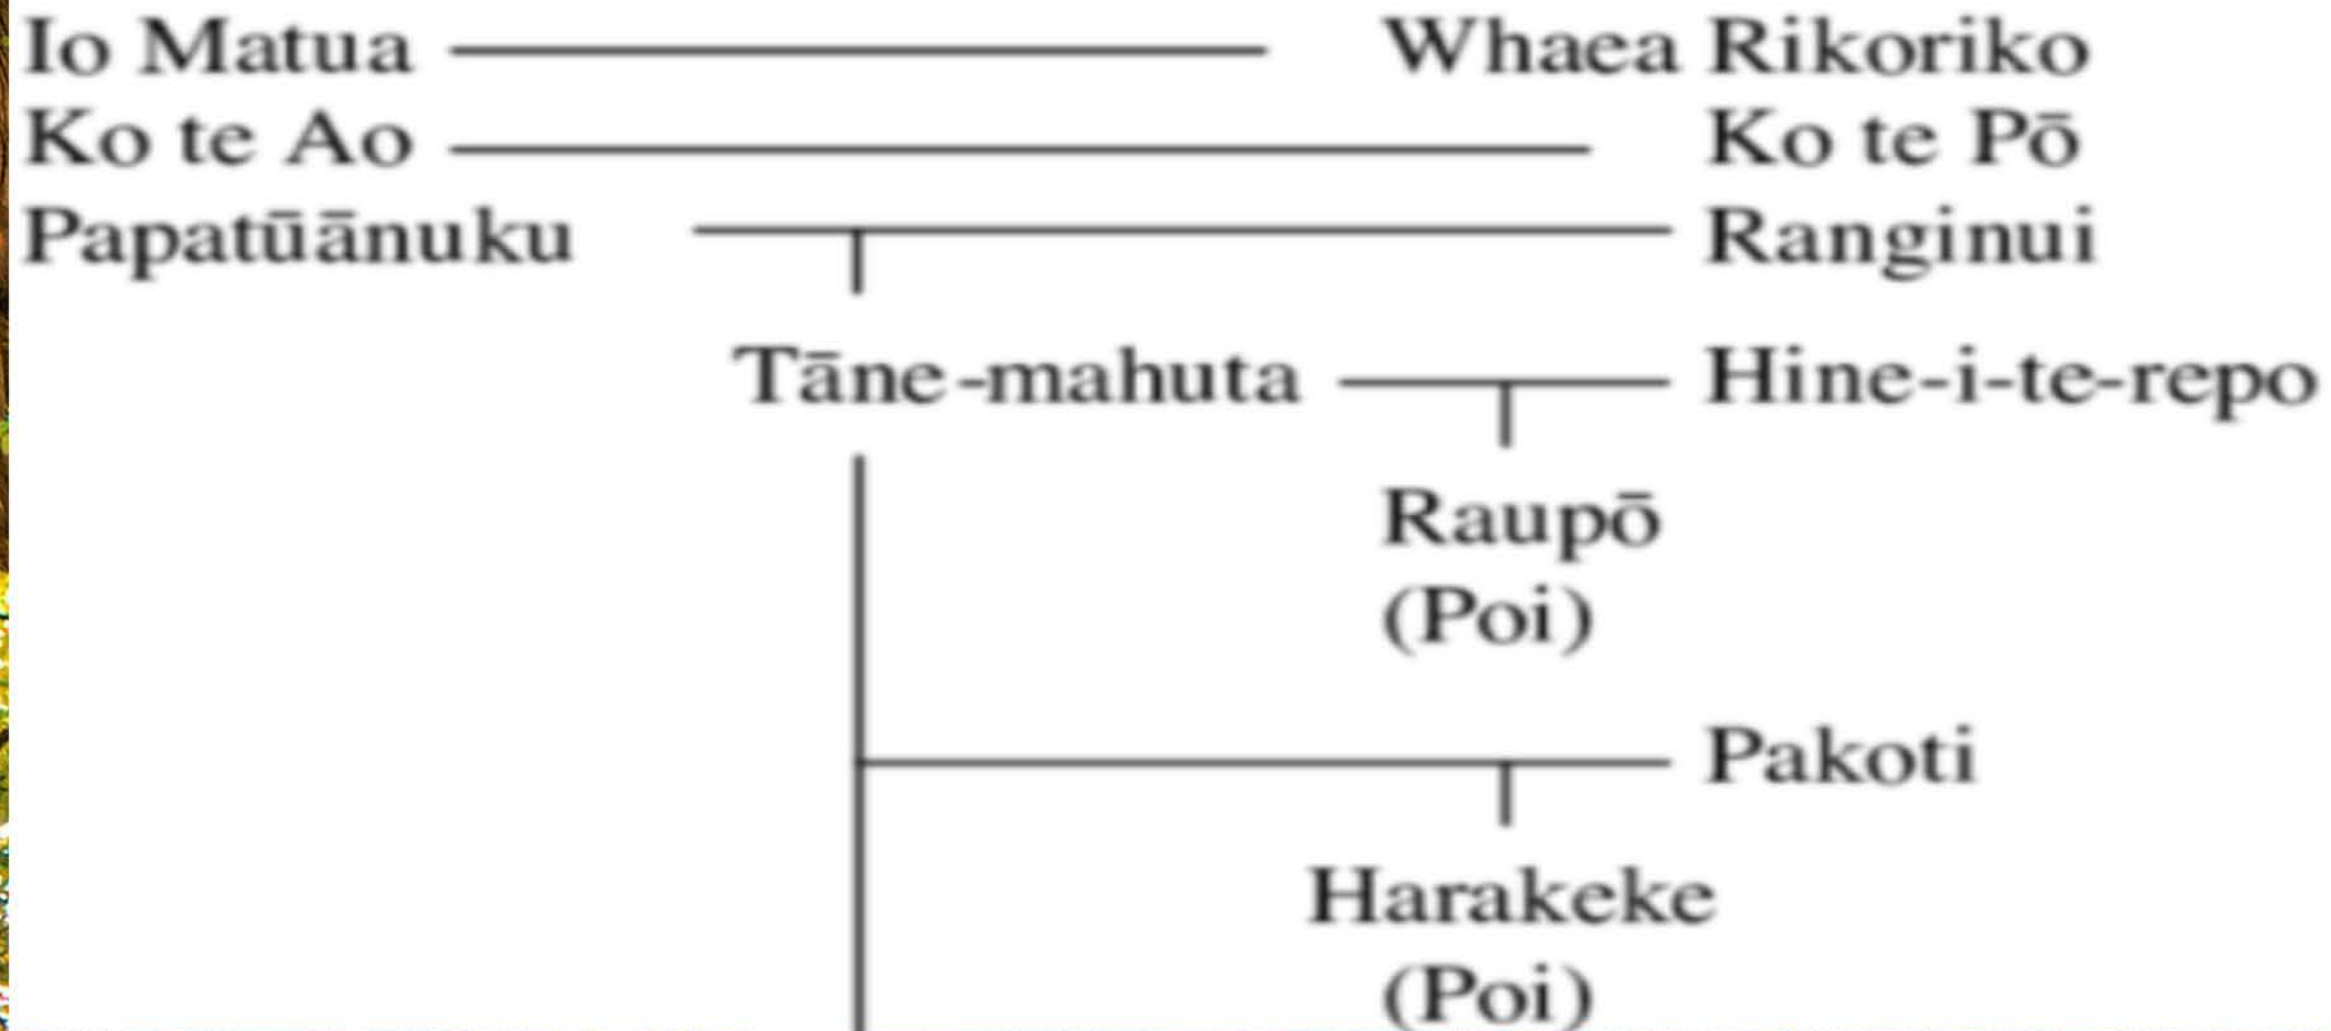 Io Matua Whaea Rikoriko
Ko te Ao Ko te Pō
Papatūānuku Ranginui
Tāne-mahuta Hine-i-te-repo
Raupō
(Poi)
Pakoti
Harakeke
(Poi)